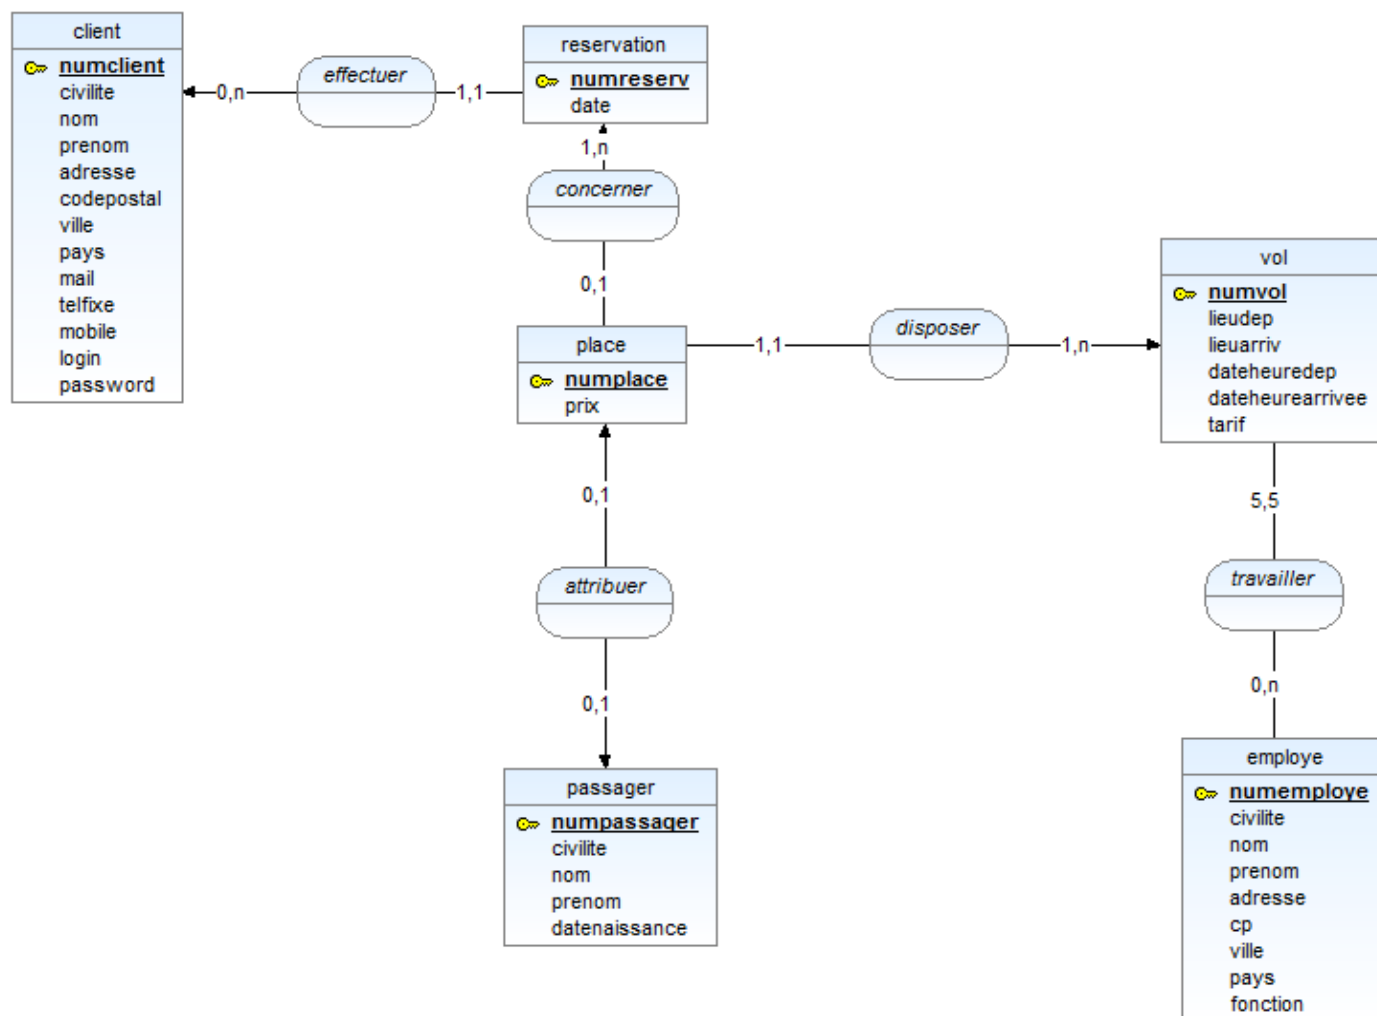 client
numclient
civilite
nom
prenom
adresse
codepostal
ville
pays
mail
telfixe
mobile
login
password
0,n
effectuer
1,1
reservation
numreserv
date
1,n
concerner
0,1
place
numplace
prix
1,1
disposer
1,n
vol
numvol
lieudep
lieuarriv
dateheuredep
dateheurearrivee
tarif
0,1
attribuer
0,1
passager
numpassager
civilite
nom
prenom
datenaissance
5,5
travailler
0,n
employe
numemploye
civilite
nom
prenom
adresse
cp
ville
pays
fonction